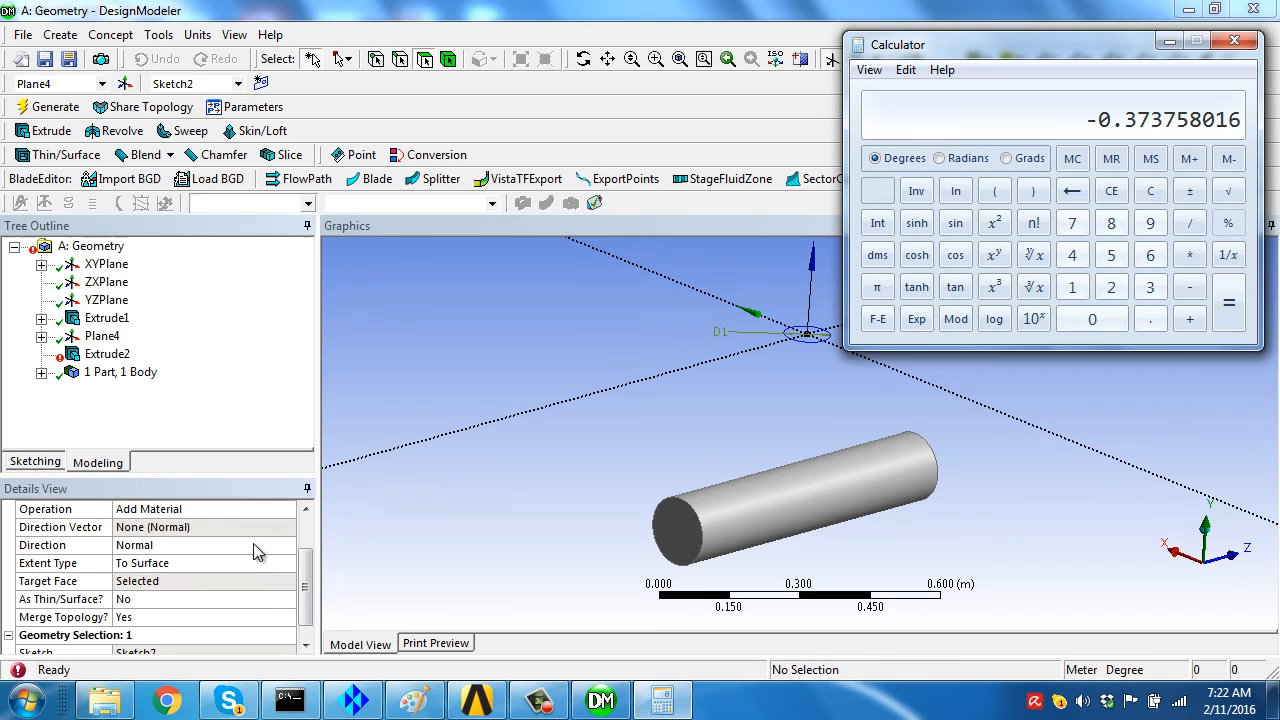 A: Geometry - DesignModeler
File Create Concept Tools Units View Help
Undo Redo Select:
Plane4 Sketch2
Generate Share Topology Parameters
Extrude Revolve Sweep Skin/Loft
Thin/Surface Blend Chamfer Slice Point Conversion
BladeEditor: Import BGD Load BGD FlowPath Blade Splitter VistaTFExport ExportPoints StageFluidZone SectorC
Tree Outline
A: Geometry
XYPlane
ZXPlane
YZPlane
Extrude1
Plane4
Extrude2
1 Part, 1 Body
Sketching Modeling
Details View
Operation Add Material
Direction Vector None (Normal)
Direction Normal
Extent Type To Surface
Target Face Selected
As Thin/Surface? No
Merge Topology? Yes
Geometry Selection: 1
Sketch Sketch2
Graphics
D1
0.000 0.300 0.600 (m)
0.150 0.450
X Y Z
Model View Print Preview
Calculator
View Edit Help
-0.373758016
Degrees Radians Grads MC MR MS M+ M-
Inv ln ( ) ← CE C ± √
Int sinh sin x² n! 7 8 9 / %
dms cosh cos xʸ ʸ√x 4 5 6 * 1/x
π tanh tan x³ ³√x 1 2 3 - =
F-E Exp Mod log 10ˣ 0 . +
Ready No Selection Meter Degree 0 0
7:22 AM
2/11/2016